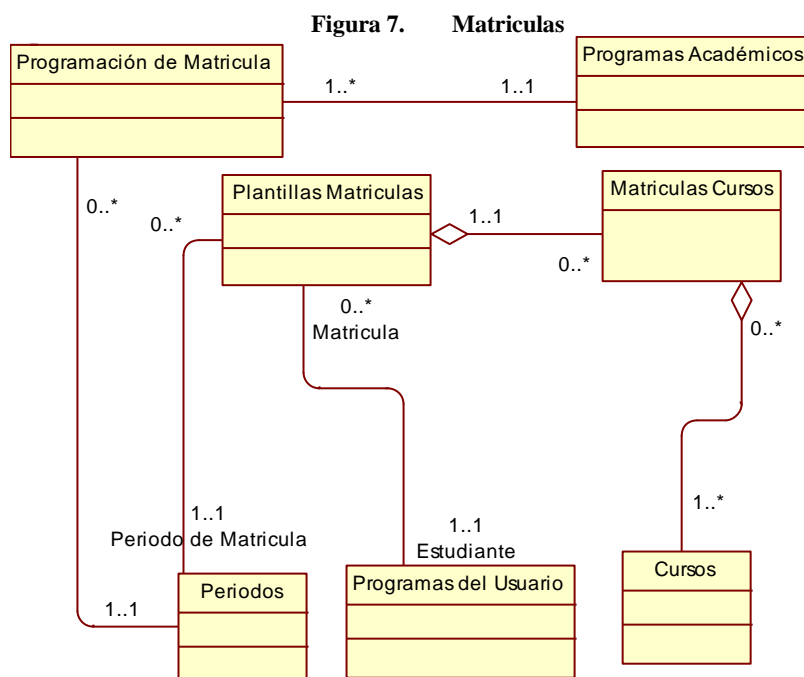 Figura 7. Matriculas
Programación de Matricula
Programas Académicos
1..*
1..1
0..*
Plantillas Matriculas
Matriculas Cursos
0..*
1..1
0..*
0..*
Matricula
0..*
1..1
Periodo de Matricula
1..1
Estudiante
1..*
1..1
Periodos
Programas del Usuario
Cursos